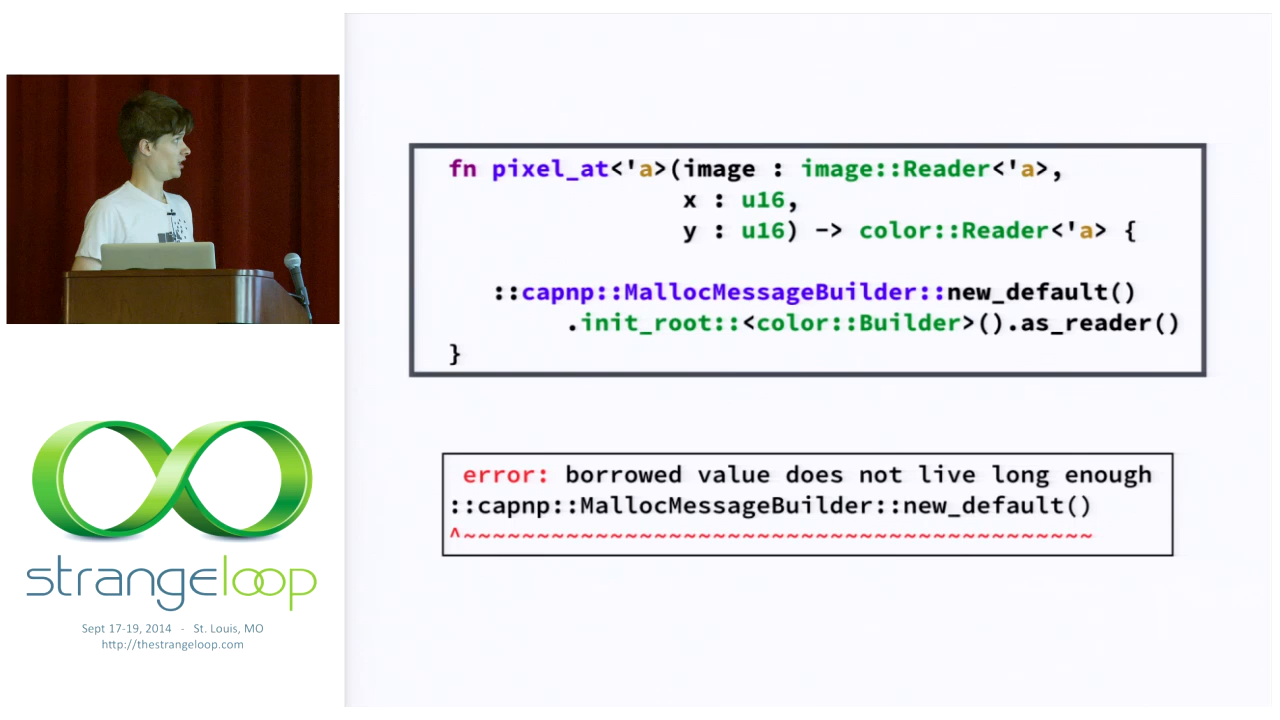 fn pixel_at<'a>(image : image::Reader<'a>,
x : u16,
y : u16) -> color::Reader<'a> {
::capnp::MallocMessageBuilder::new_default()
.init_root::<color::Builder>().as_reader()
}
error: borrowed value does not live long enough
::capnp::MallocMessageBuilder::new_default()
^~~~~~~~~~~~~~~~~~~~~~~~~~~~~~~~~~~~~~~~~~~~
strangeloop
Sept 17-19, 2014 - St. Louis, MO
http://thestrangeloop.com